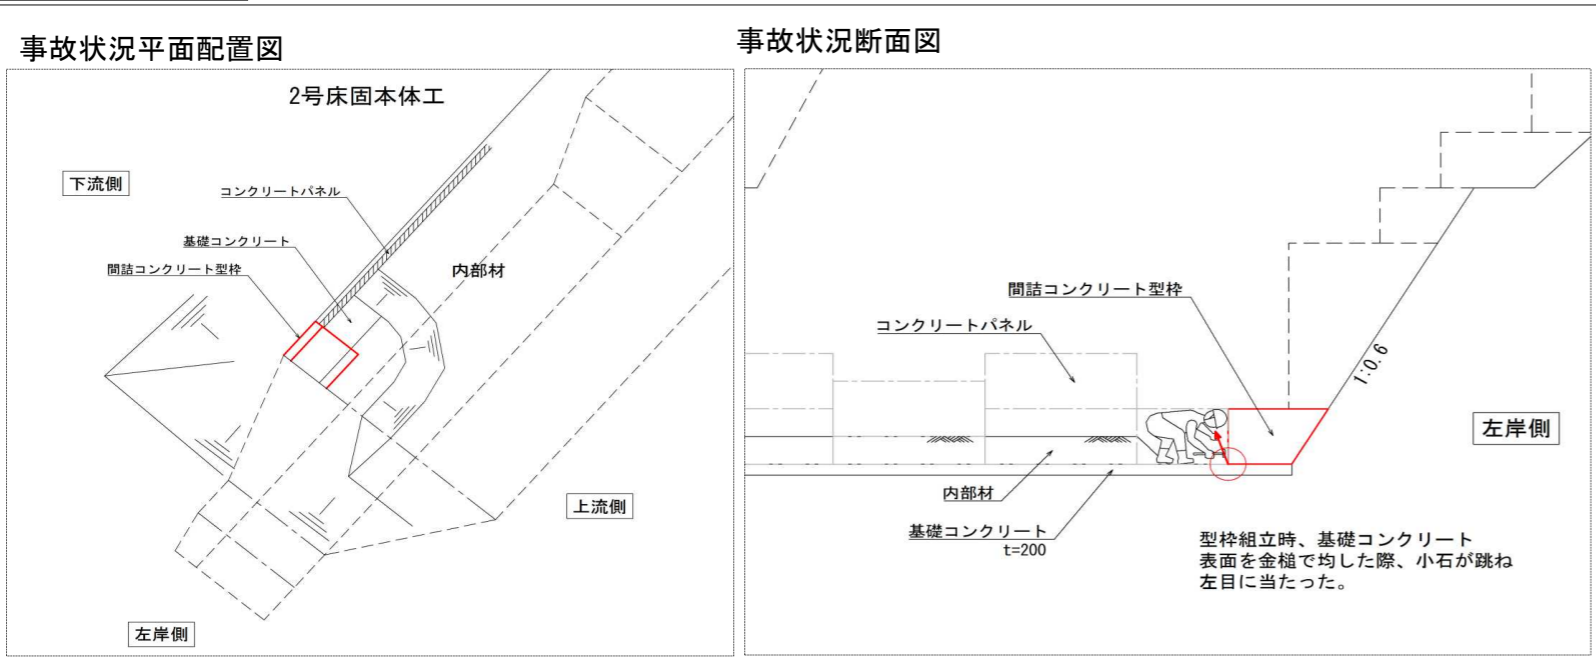 事故状況平面配置図
2号床固本体工
下流側
コンクリートパネル
基礎コンクリート
間詰コンクリート型枠
内部材
上流側
左岸側
事故状況断面図
間詰コンクリート型枠
コンクリートパネル
1:0.6
左岸側
内部材
基礎コンクリート
t=200
型枠組立時、基礎コンクリート
表面を金槌で均した際、小石が跳ね
左目に当たった。